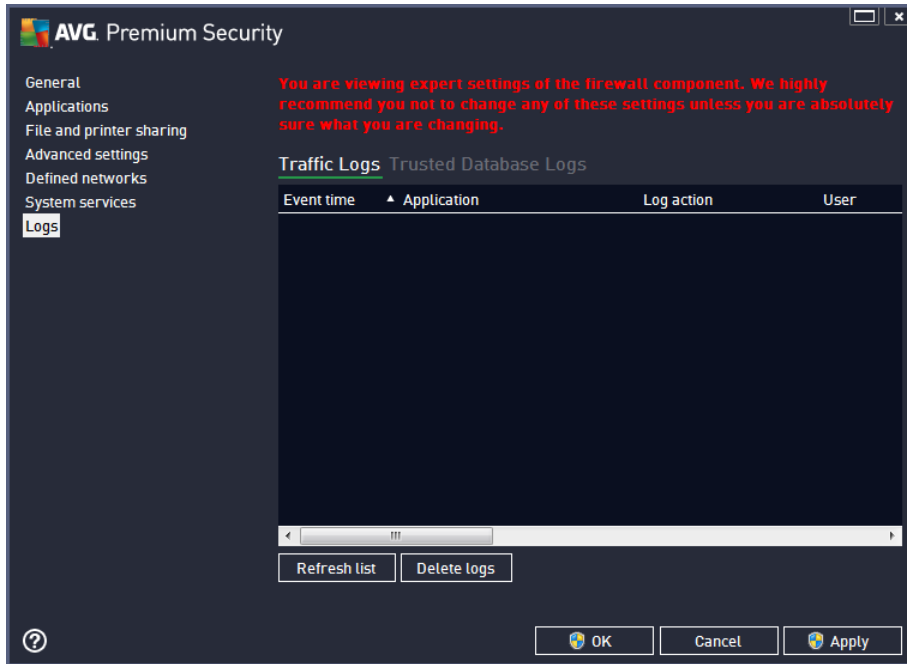 AVG. Premium Security
General
Applications
File and printer sharing
Advanced settings
Defined networks
System services
Logs
You are viewing expert settings of the firewall component. We highly
recommend you not to change any of these settings unless you are absolutely
sure what you are changing.
Traffic Logs Trusted Database Logs
Event time Application Log action User
Refresh list Delete logs
? OK Cancel Apply